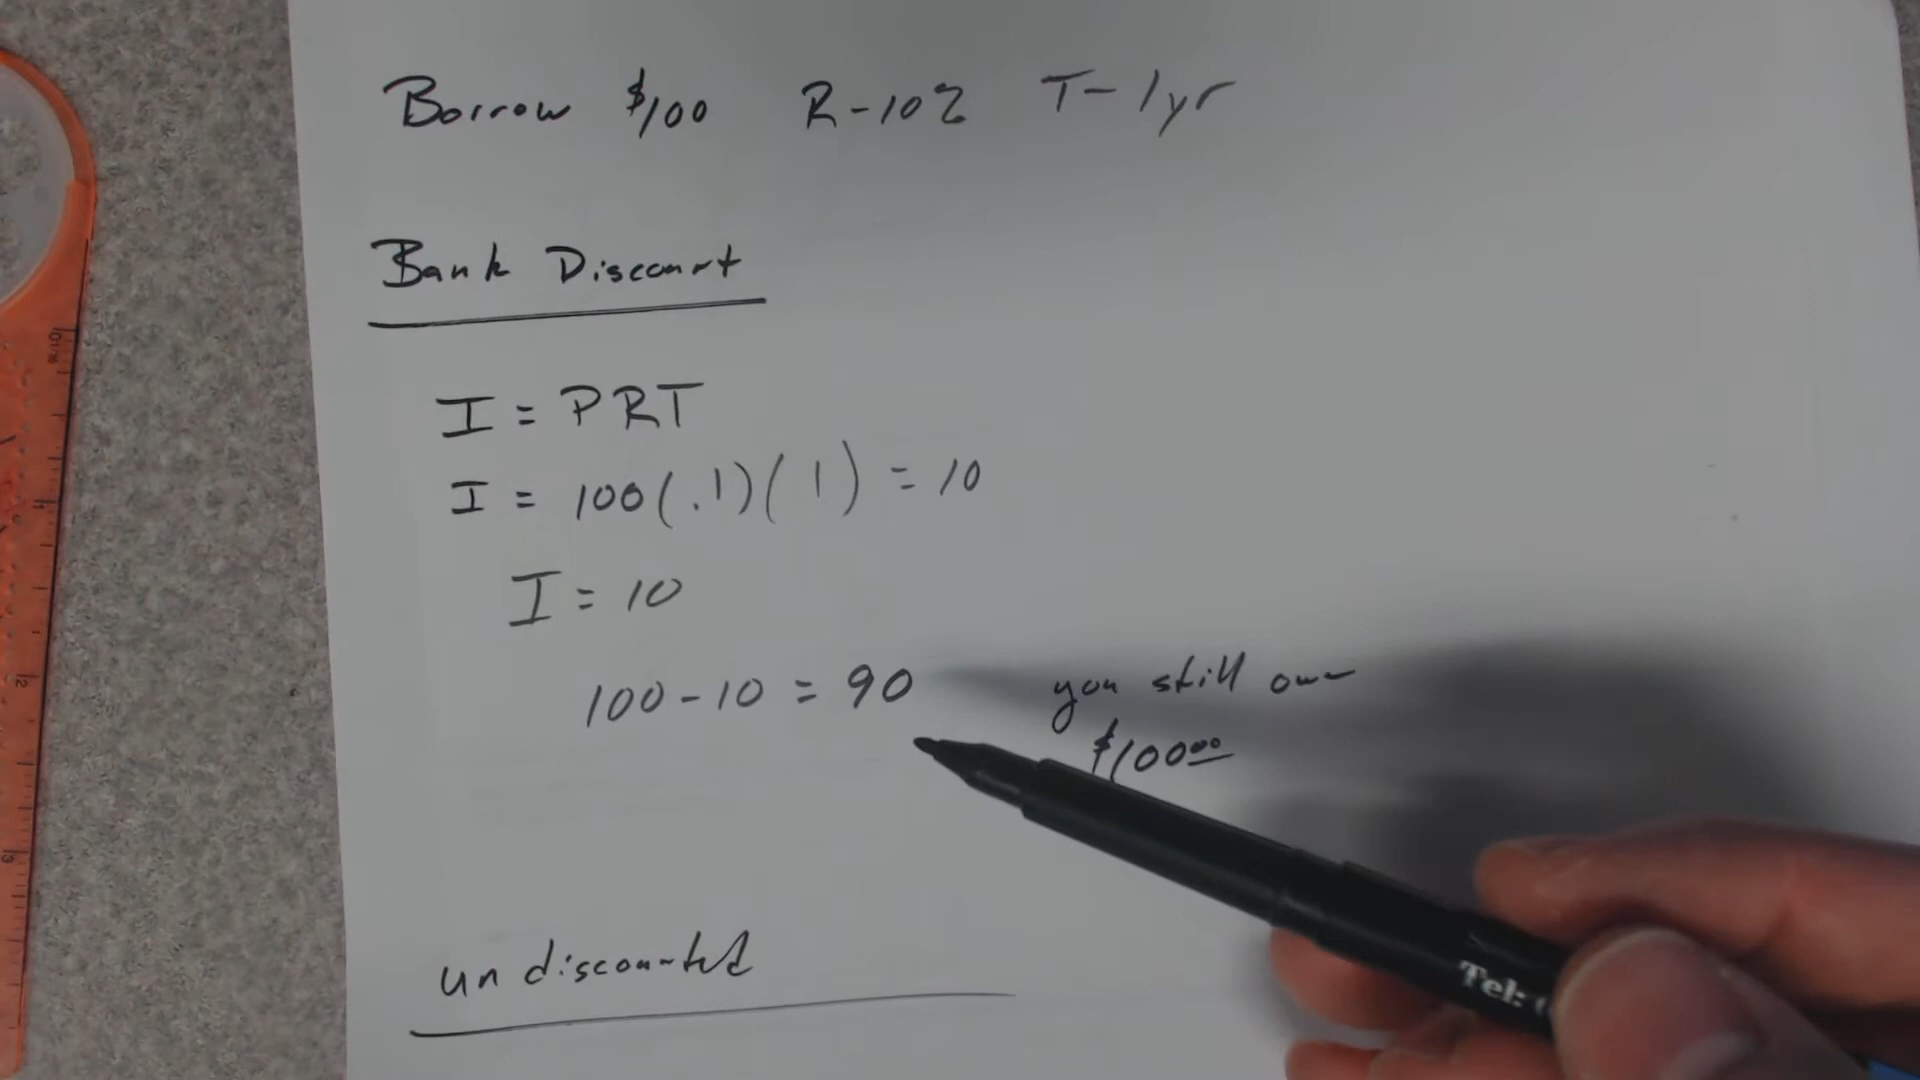 Borrow $100 R-10% T-1yr
Bank Discount
I = PRT
I = 100(.1)(1) = 10
I = 10
100-10 = 90
you still owe
$100.00
undiscounted
Tel: